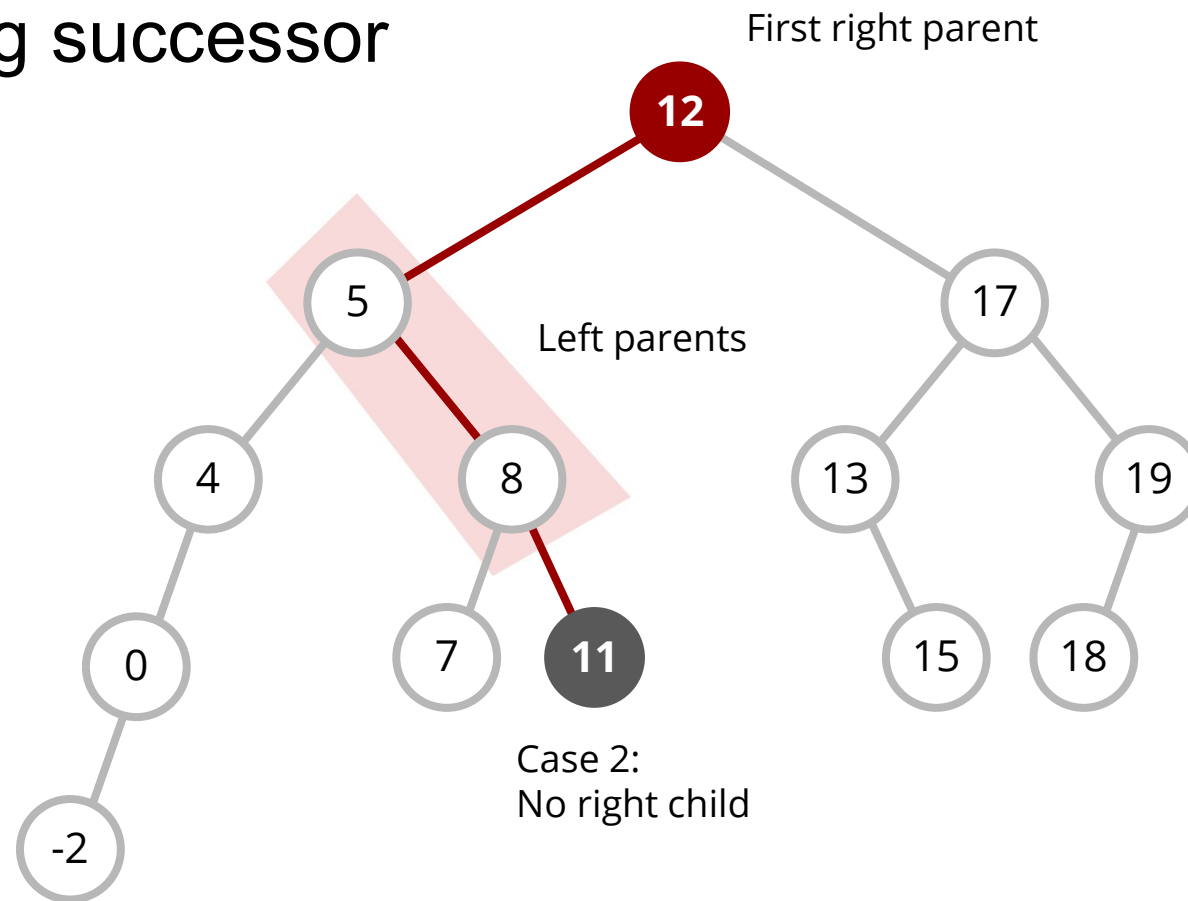 g successor
First right parent
12
5
17
Left parents
4
8
13
19
0
7
11
15
18
Case 2:
No right child
-2